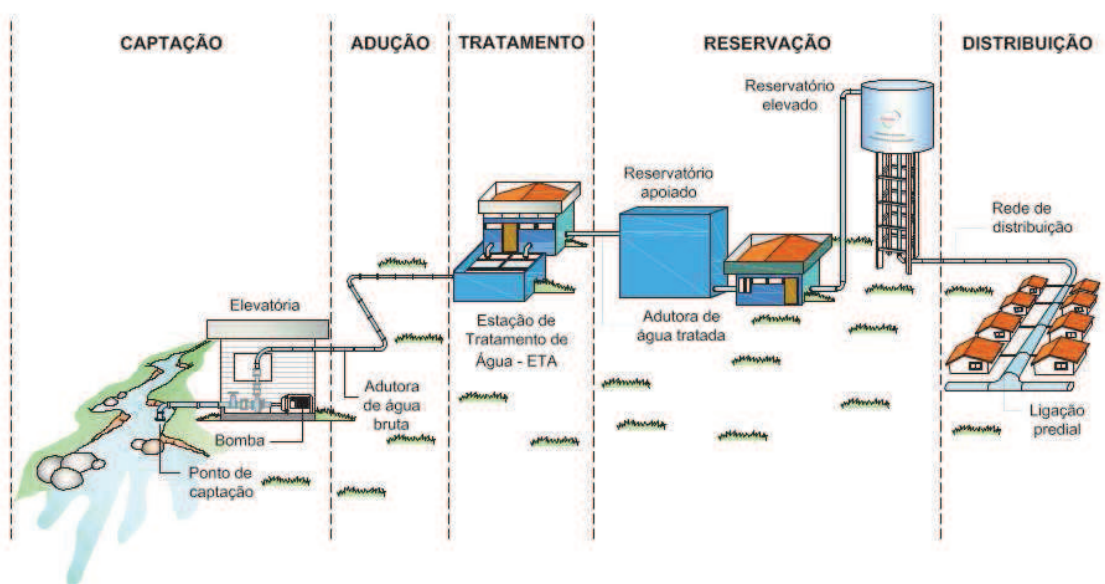 CAPTAÇÃO
ADUÇÃO
TRATAMENTO
RESERVAÇÃO
DISTRIBUIÇÃO
Reservatório
elevado
Reservatório
apoiado
Rede de
distribuição
Elevatória
Estação de
Tratamento de
Água - ETA
Adutora de
água tratada
Adutora
de água
bruta
Bomba
Ponto de
captação
Ligação
predial